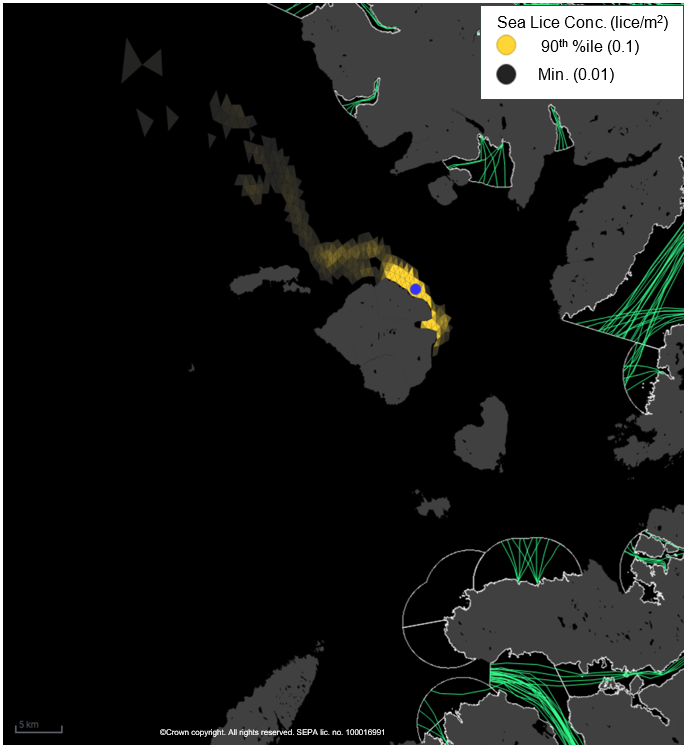 Sea Lice Conc. (lice/m²)
90th %ile (0.1)
Min. (0.01)
5 km
©Crown copyright. All rights reserved. SEPA lic. no. 100016991